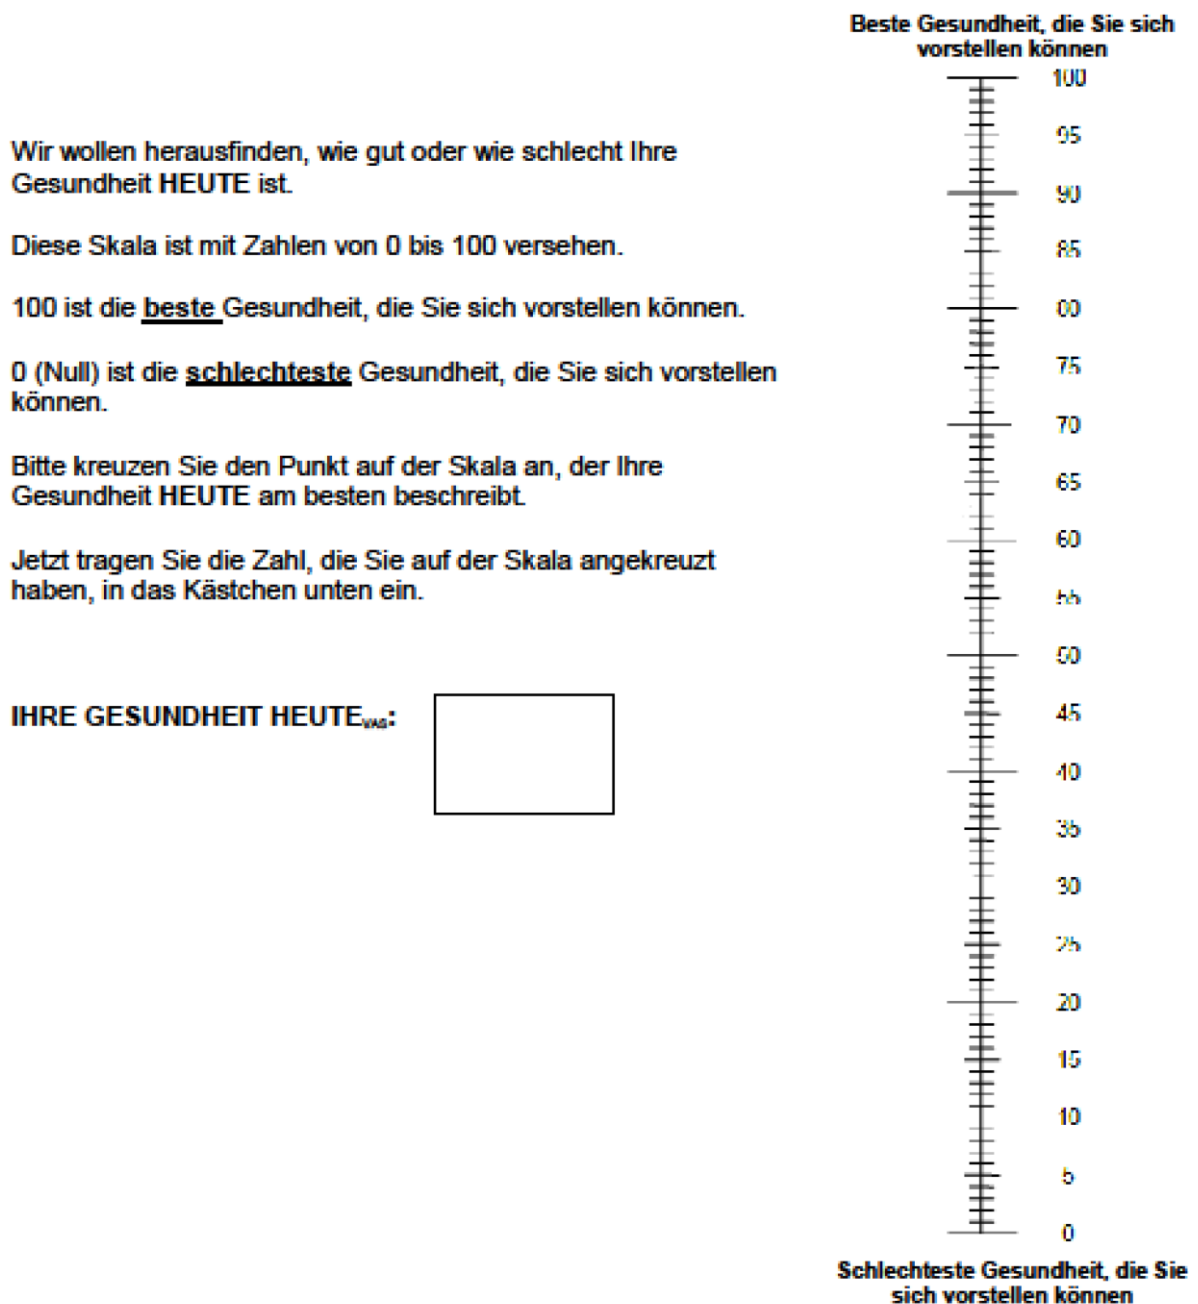 Beste Gesundheit, die Sie sich
vorstellen können
Wir wollen herausfinden, wie gut oder wie schlecht Ihre
Gesundheit HEUTE ist.
Diese Skala ist mit Zahlen von 0 bis 100 versehen.
100 ist die beste Gesundheit, die Sie sich vorstellen können.
0 (Null) ist die schlechteste Gesundheit, die Sie sich vorstellen
können.
Bitte kreuzen Sie den Punkt auf der Skala an, der Ihre
Gesundheit HEUTE am besten beschreibt.
Jetzt tragen Sie die Zahl, die Sie auf der Skala angekreuzt
haben, in das Kästchen unten ein.
IHRE GESUNDHEIT HEUTE VAS:
100
95
90
85
80
75
70
65
60
55
50
45
40
35
30
25
20
15
10
5
0
Schlechteste Gesundheit, die Sie
sich vorstellen können